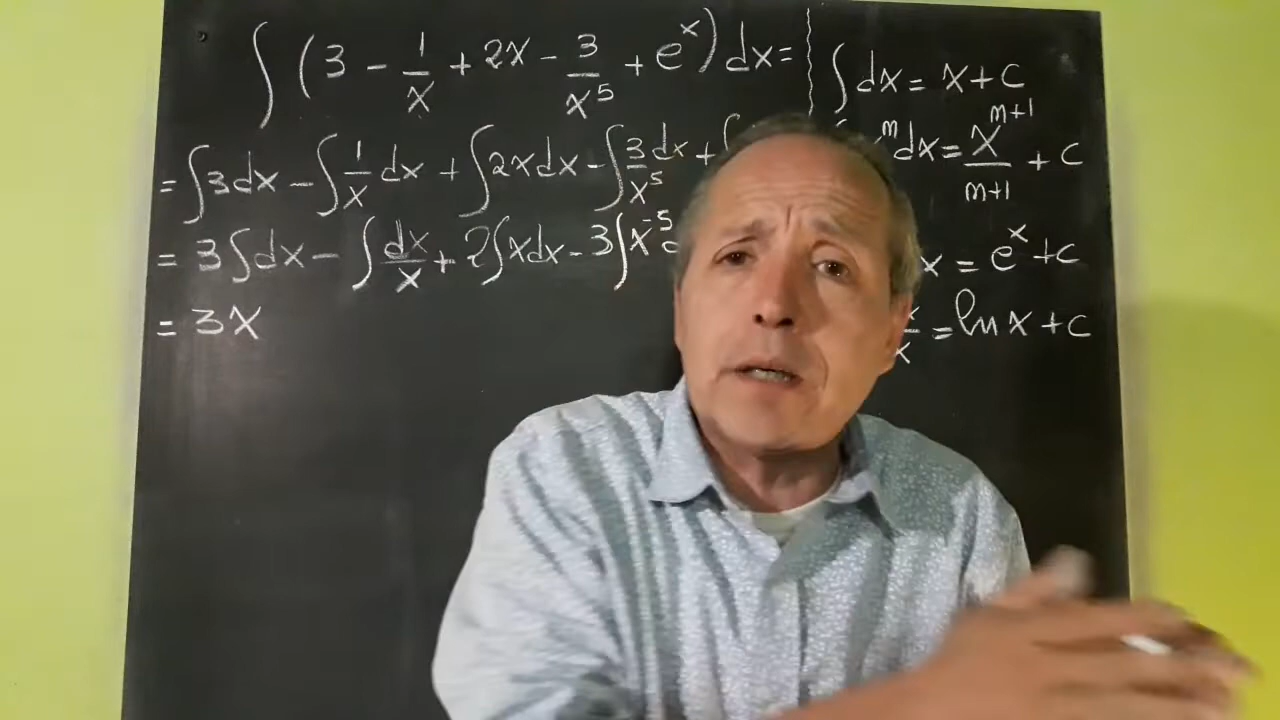 ∫ (3 - 1/x + 2x - 3/x⁵ + eˣ) dx =
= ∫3dx - ∫1/x dx + ∫2xdx - ∫3/x⁵ dx + ∫
= 3∫dx - ∫dx/x + 2∫xdx - 3∫x⁻⁵
= 3x
∫dx = x + c
ᵐdx = xᵐ⁺¹/m+1 + c
x = eˣ + c
x/x = ln x + c